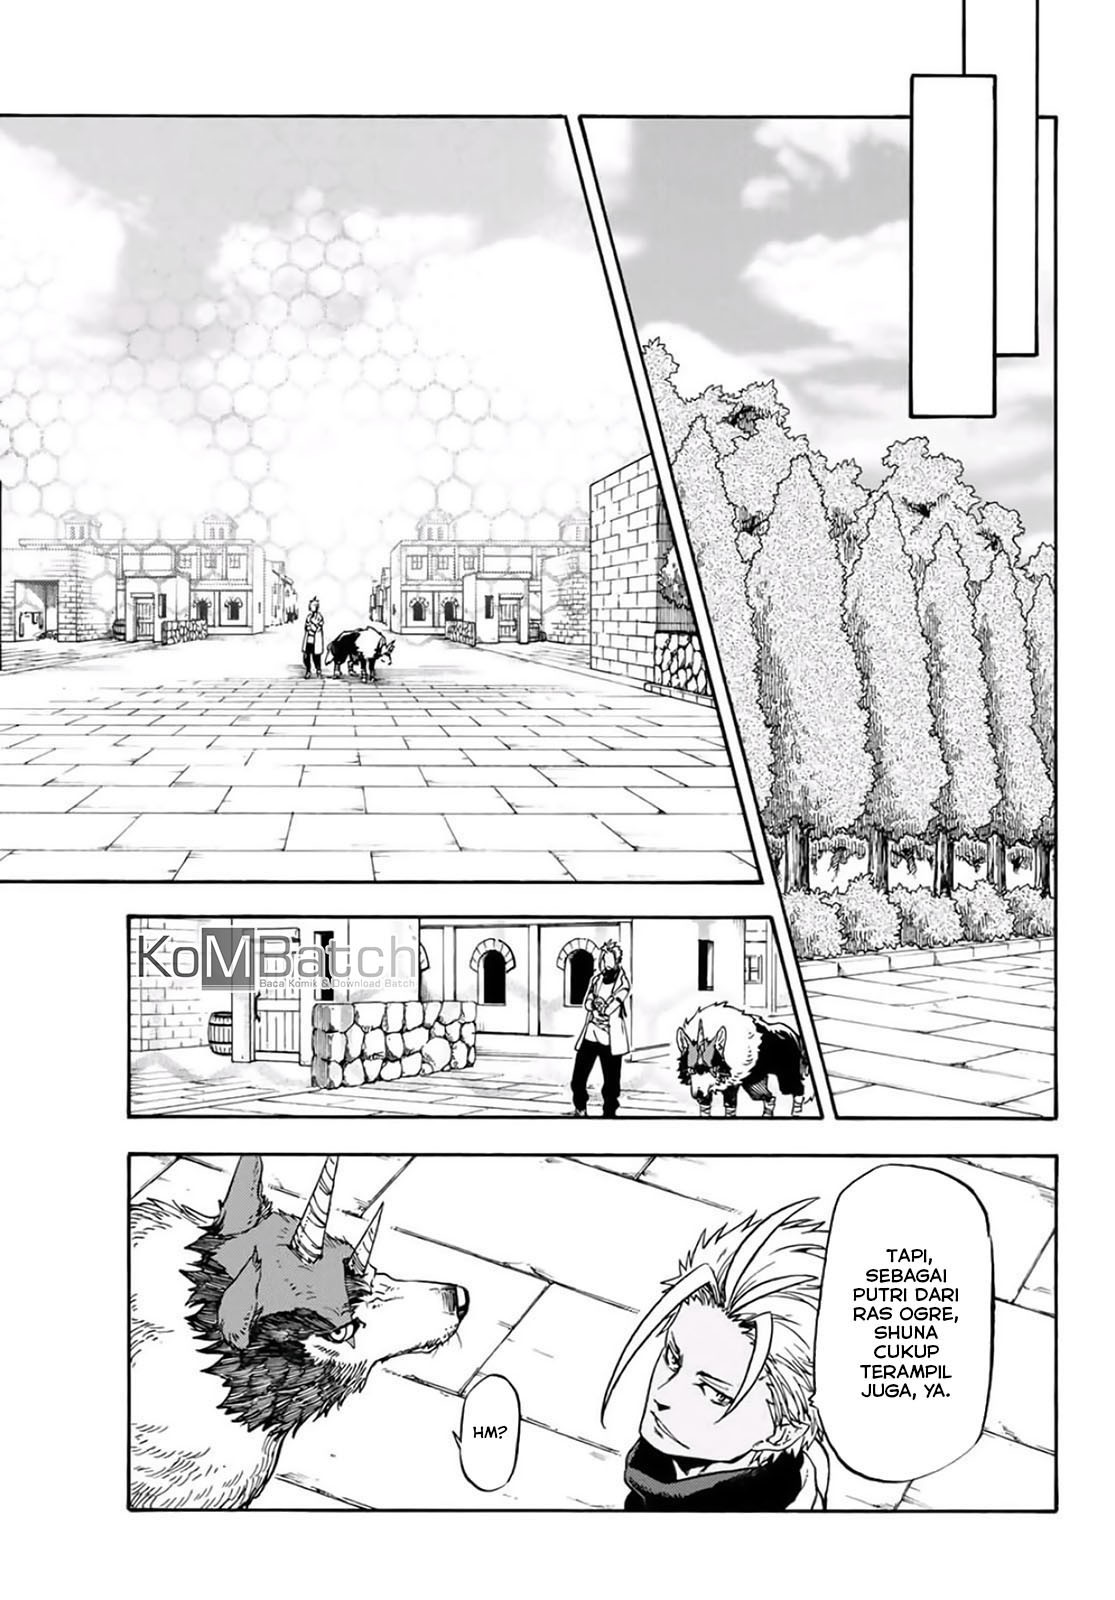 KoMBatch
Baca Komik & Download Batch
TAPI,
SEBAGAI
PUTRI DARI
RAS OGRE,
SHUNA
CUKUP
TERAMPIL
JUGA, YA.
HM?